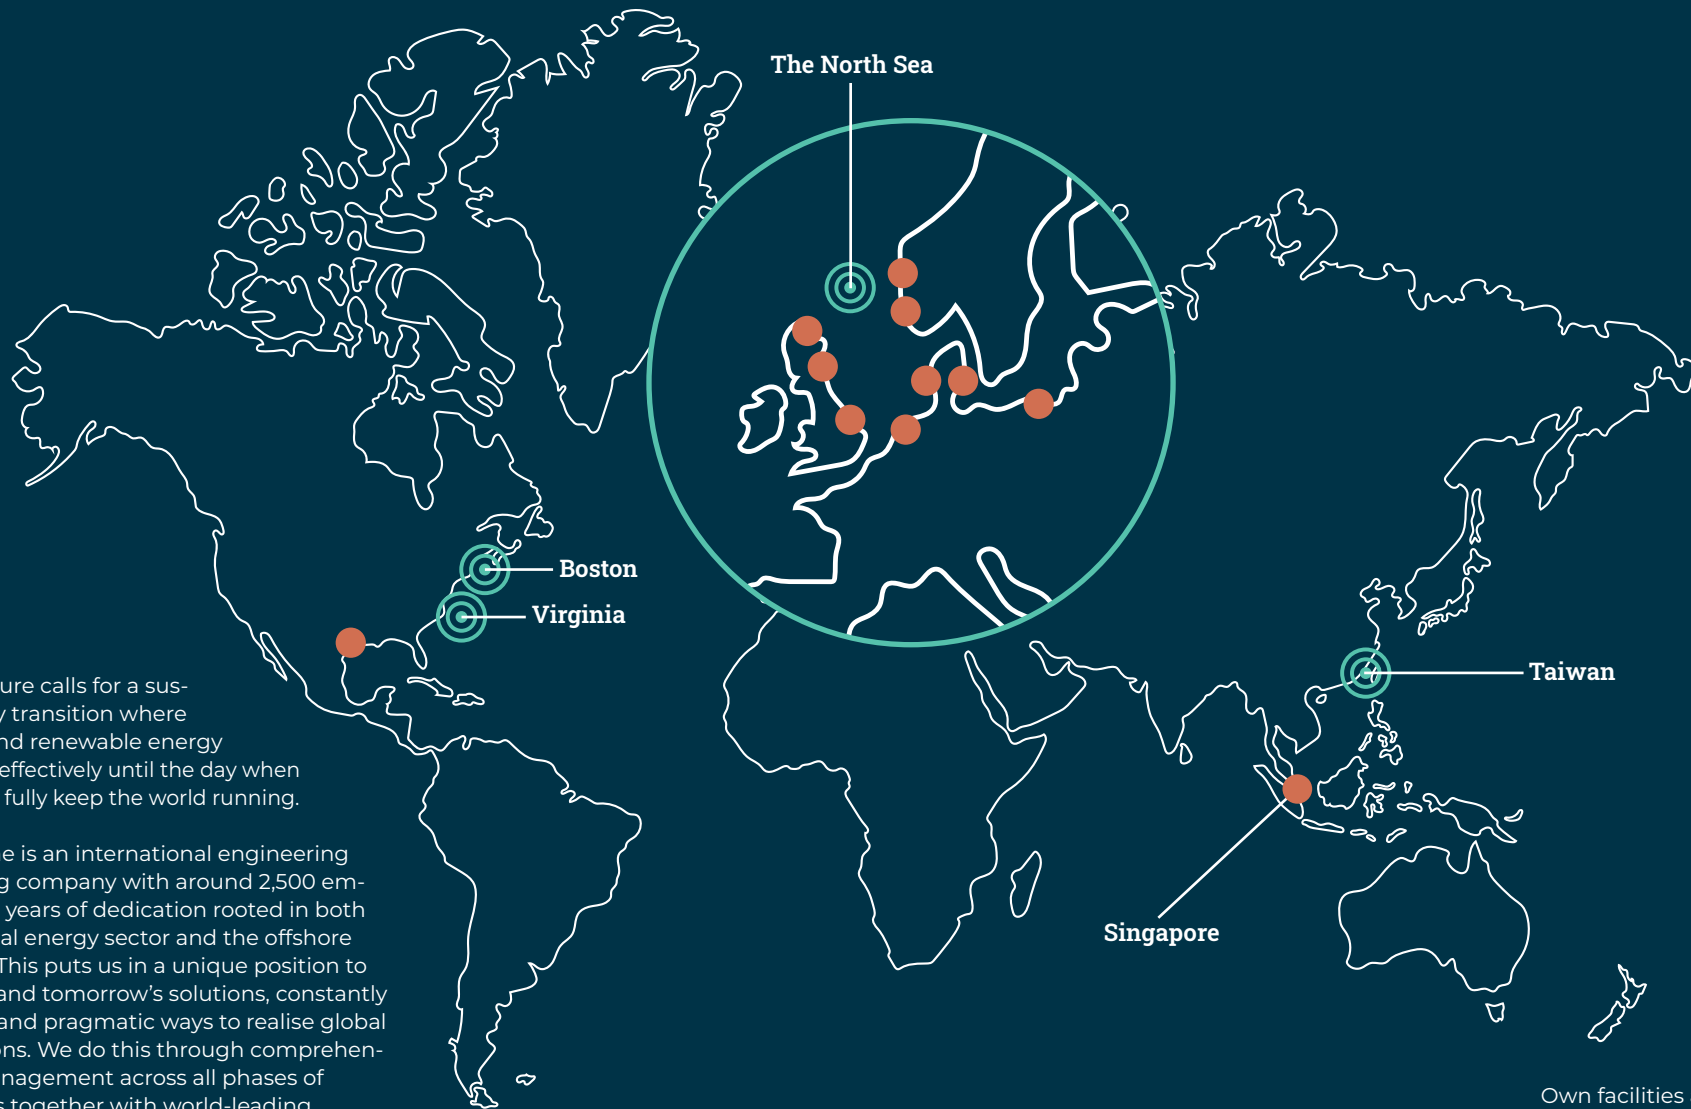 The North Sea
Boston
Virginia
Taiwan
Singapore
ure calls for a sus-
y transition where
nd renewable energy
effectively until the day when
fully keep the world running.
e is an international engineering
g company with around 2,500 em-
years of dedication rooted in both
al energy sector and the offshore
This puts us in a unique position to
and tomorrow’s solutions, constantly
and pragmatic ways to realise global
ons. We do this through comprehen-
nagement across all phases of
s together with world-leading
Own facilities